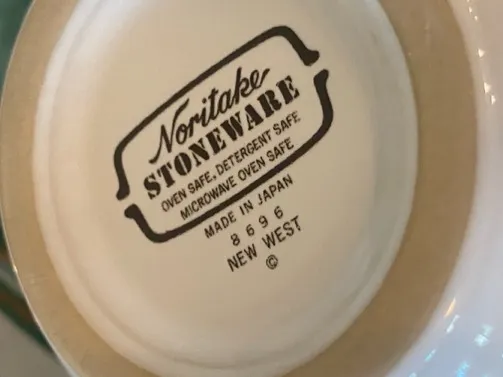 Noritake
STONEWARE
OVEN SAFE, DETERGENT SAFE
MICROWAVE OVEN SAFE
MADE IN JAPAN
8696
NEW WEST
©